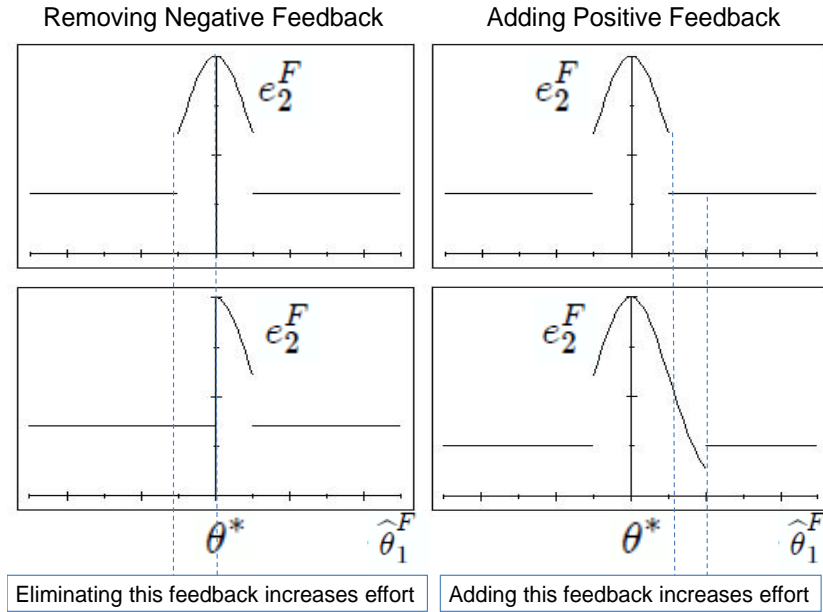 Removing Negative Feedback
Adding Positive Feedback
e_2^F
e_2^F
e_2^F
e_2^F
θ* θ̂_1^F
θ* θ̂_1^F
Eliminating this feedback increases effort
Adding this feedback increases effort